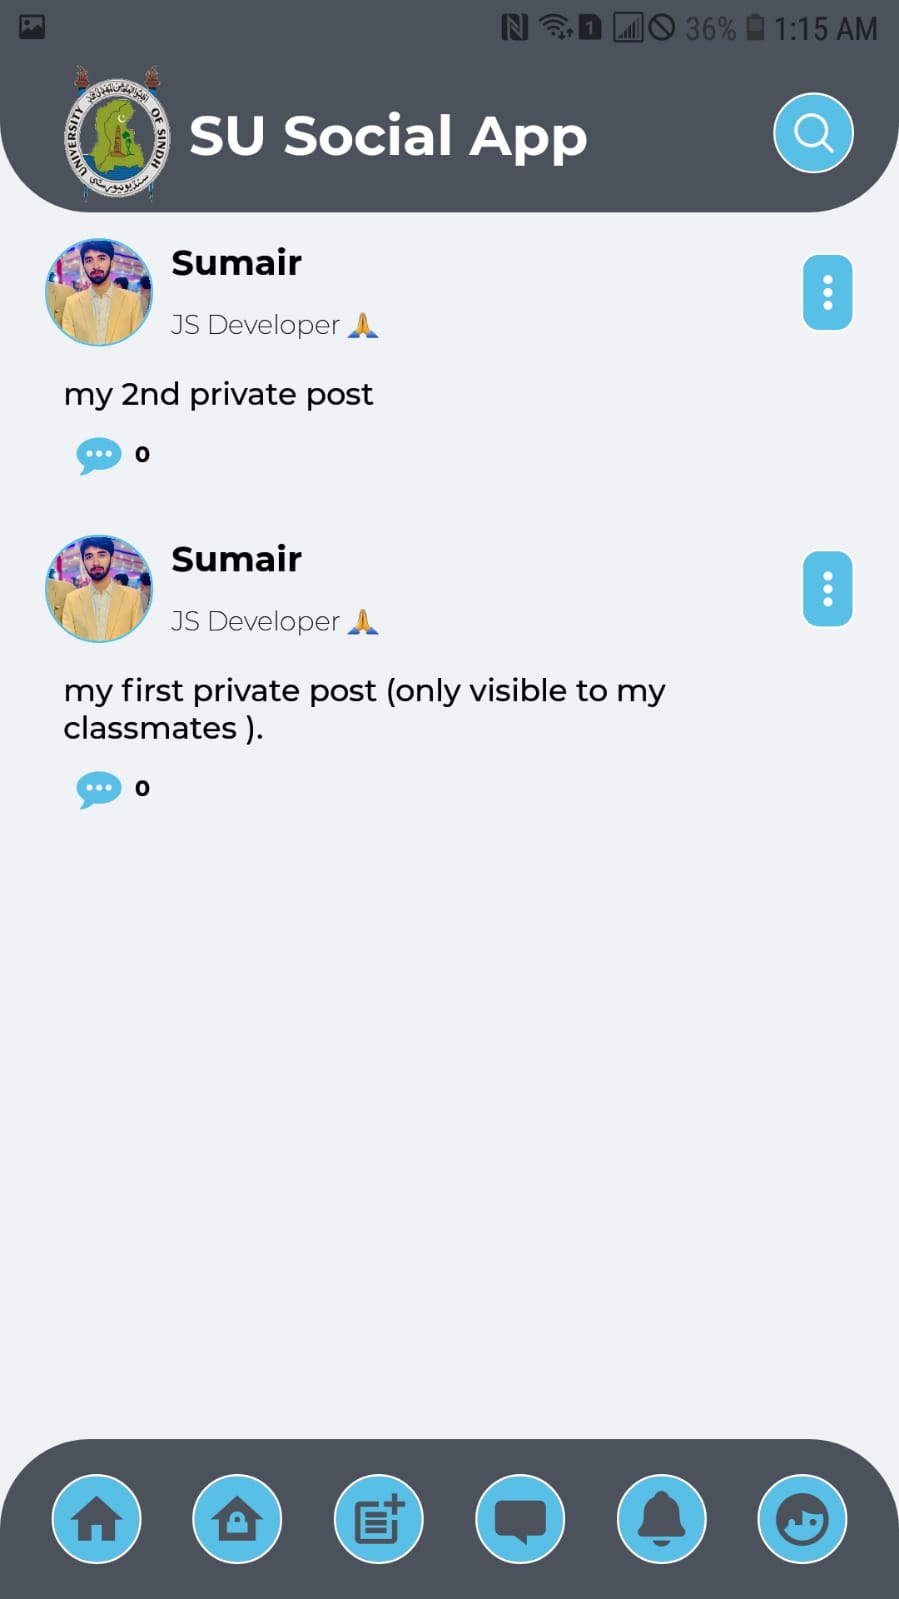 1 36% 1:15 AM
UNIVERSITY OF SINDH
SU Social App
Sumair
JS Developer 🙏
my 2nd private post
0
Sumair
JS Developer 🙏
my first private post (only visible to my
classmates ).
0